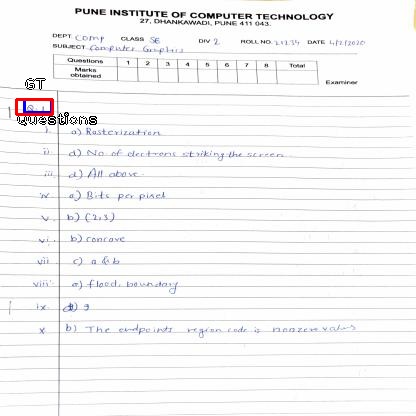 PUNE INSTITUTE OF COMPUTER TECHNOLOGY
27, DHANKAWADI, PUNE 411 043.
DEPT Comp CLASS SE DIV 2 ROLL NO. 21234 DATE 4/2/2020
SUBJECT Computer Graphics
Questions 1 2 3 4 5 6 7 8 Total
Marks obtained
Examiner
GT
Q.1
Questions
i. a) Rasterization
ii. d) No. of electrons striking the screen
iii. d) All above.
iv. a) Bits per pixel
v. b) (2,3)
vi. b) concave
vii c) a & b
viii. a) flood, boundary
ix. 9
x b) The endpoints region code is nonzero values